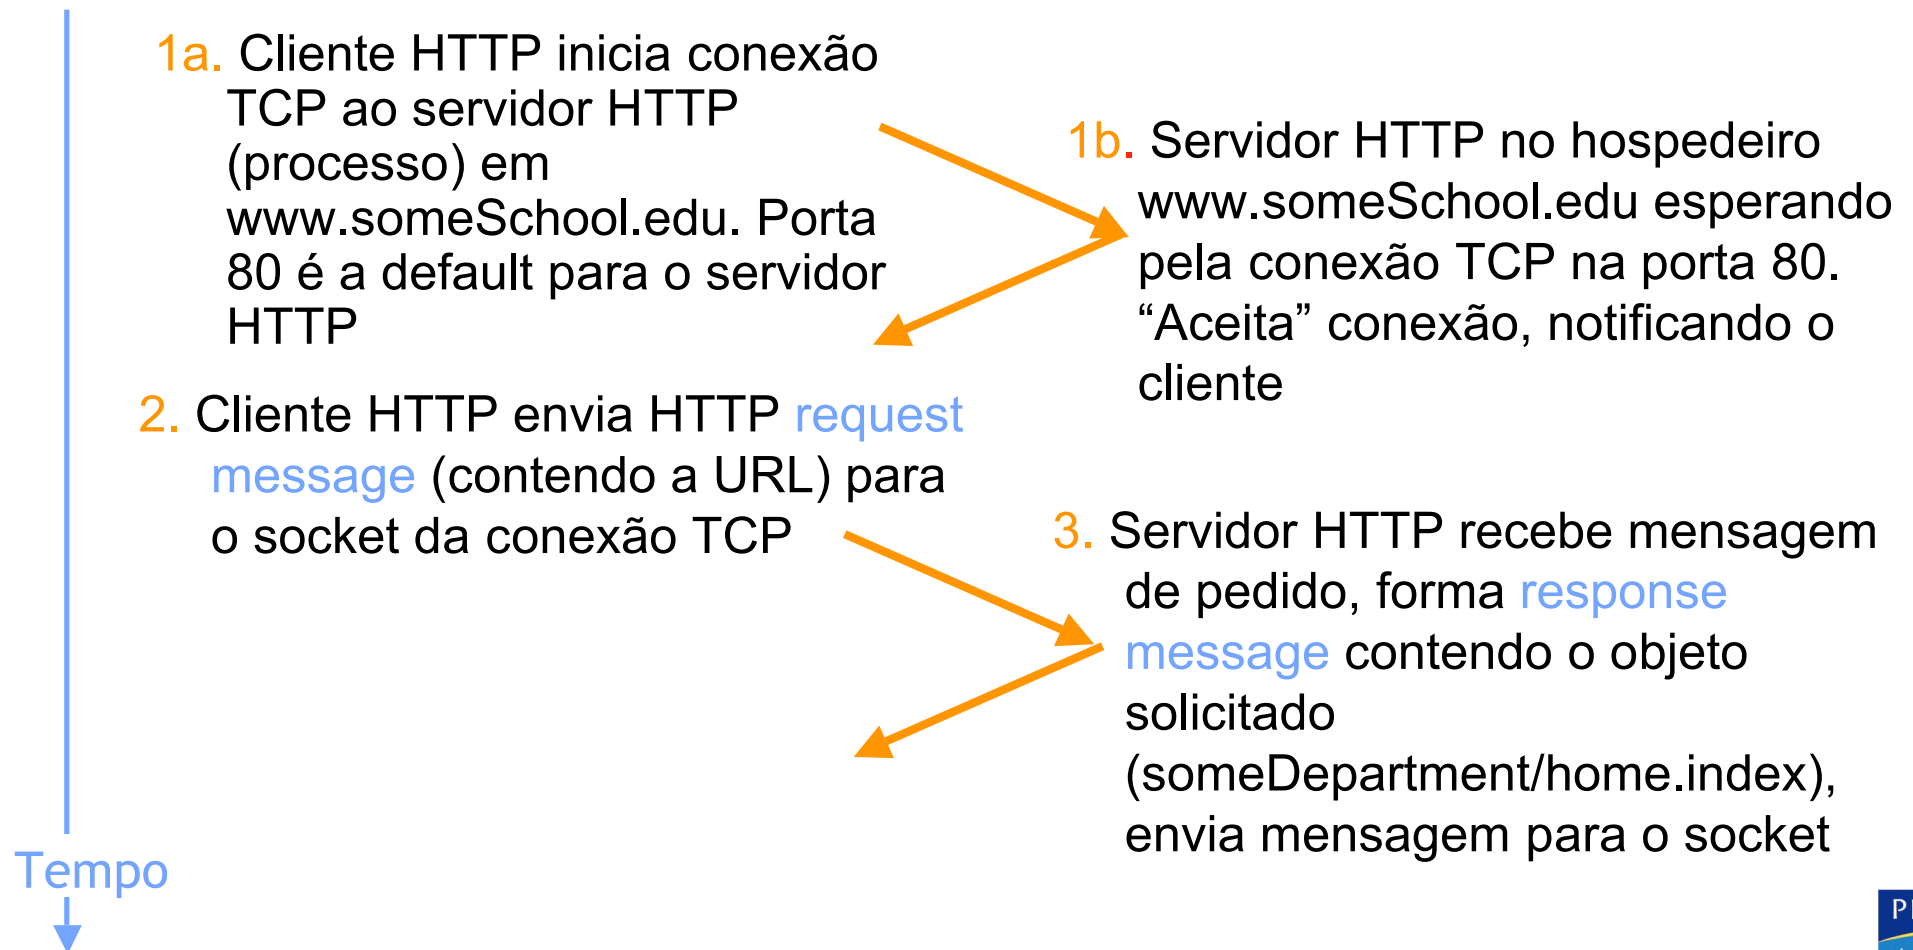 1a. Cliente HTTP inicia conexão
TCP ao servidor HTTP
(processo) em
www.someSchool.edu. Porta
80 é a default para o servidor
HTTP
1b. Servidor HTTP no hospedeiro
www.someSchool.edu esperando
pela conexão TCP na porta 80.
“Aceita” conexão, notificando o
cliente
2. Cliente HTTP envia HTTP request
message (contendo a URL) para
o socket da conexão TCP
3. Servidor HTTP recebe mensagem
de pedido, forma response
message contendo o objeto
solicitado
(someDepartment/home.index),
envia mensagem para o socket
Tempo